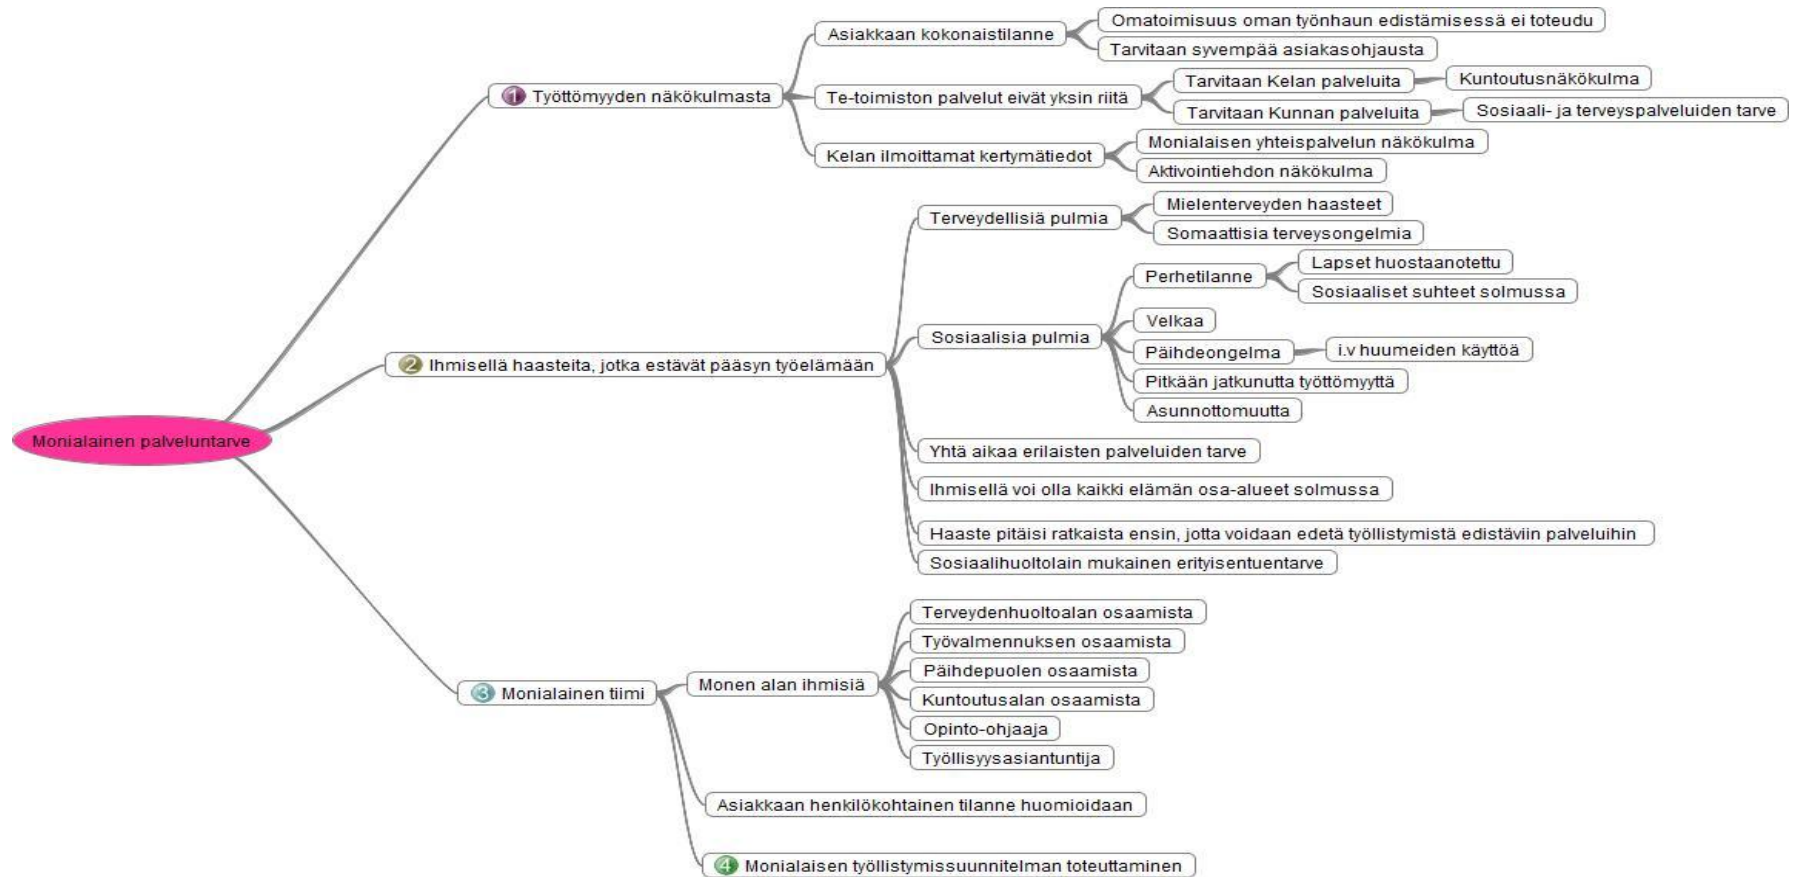 Monialainen palveluntarve
1 Työttömyyden näkökulmasta
Asiakkaan kokonaistilanne
Omatoimisuus oman työnhaun edistämisessä ei toteudu
Tarvitaan syvempää asiakasohjausta
Te-toimiston palvelut eivät yksin riitä
Tarvitaan Kelan palveluita
Kuntoutusnäkökulma
Tarvitaan Kunnan palveluita
Sosiaali- ja terveyspalveluiden tarve
Kelan ilmoittamat kertymätiedot
Monialaisen yhteispalvelun näkökulma
Aktivointiehdon näkökulma
2 Ihmisellä haasteita, jotka estävät pääsyn työelämään
Terveydellisiä pulmia
Mielenterveyden haasteet
Somaattisia terveysongelmia
Sosiaalisia pulmia
Perhetilanne
Lapset huostaanotettu
Sosiaaliset suhteet solmussa
Velkaa
Päihdeongelma
i.v huumeiden käyttöä
Pitkään jatkunutta työttömyyttä
Asunnottomuutta
Yhtä aikaa erilaisten palveluiden tarve
Ihmisellä voi olla kaikki elämän osa-alueet solmussa
Haaste pitäisi ratkaista ensin, jotta voidaan edetä työllistymistä edistäviin palveluihin
Sosiaalihuoltolain mukainen erityisentuentarve
3 Monialainen tiimi
Monen alan ihmisiä
Terveydenhuoltoalan osaamista
Työvalmennuksen osaamista
Päihdepuolen osaamista
Kuntoutusalan osaamista
Opinto-ohjaaja
Työllisyysasiantuntija
Asiakkaan henkilökohtainen tilanne huomioidaan
4 Monialaisen työllistymissuunnitelman toteuttaminen